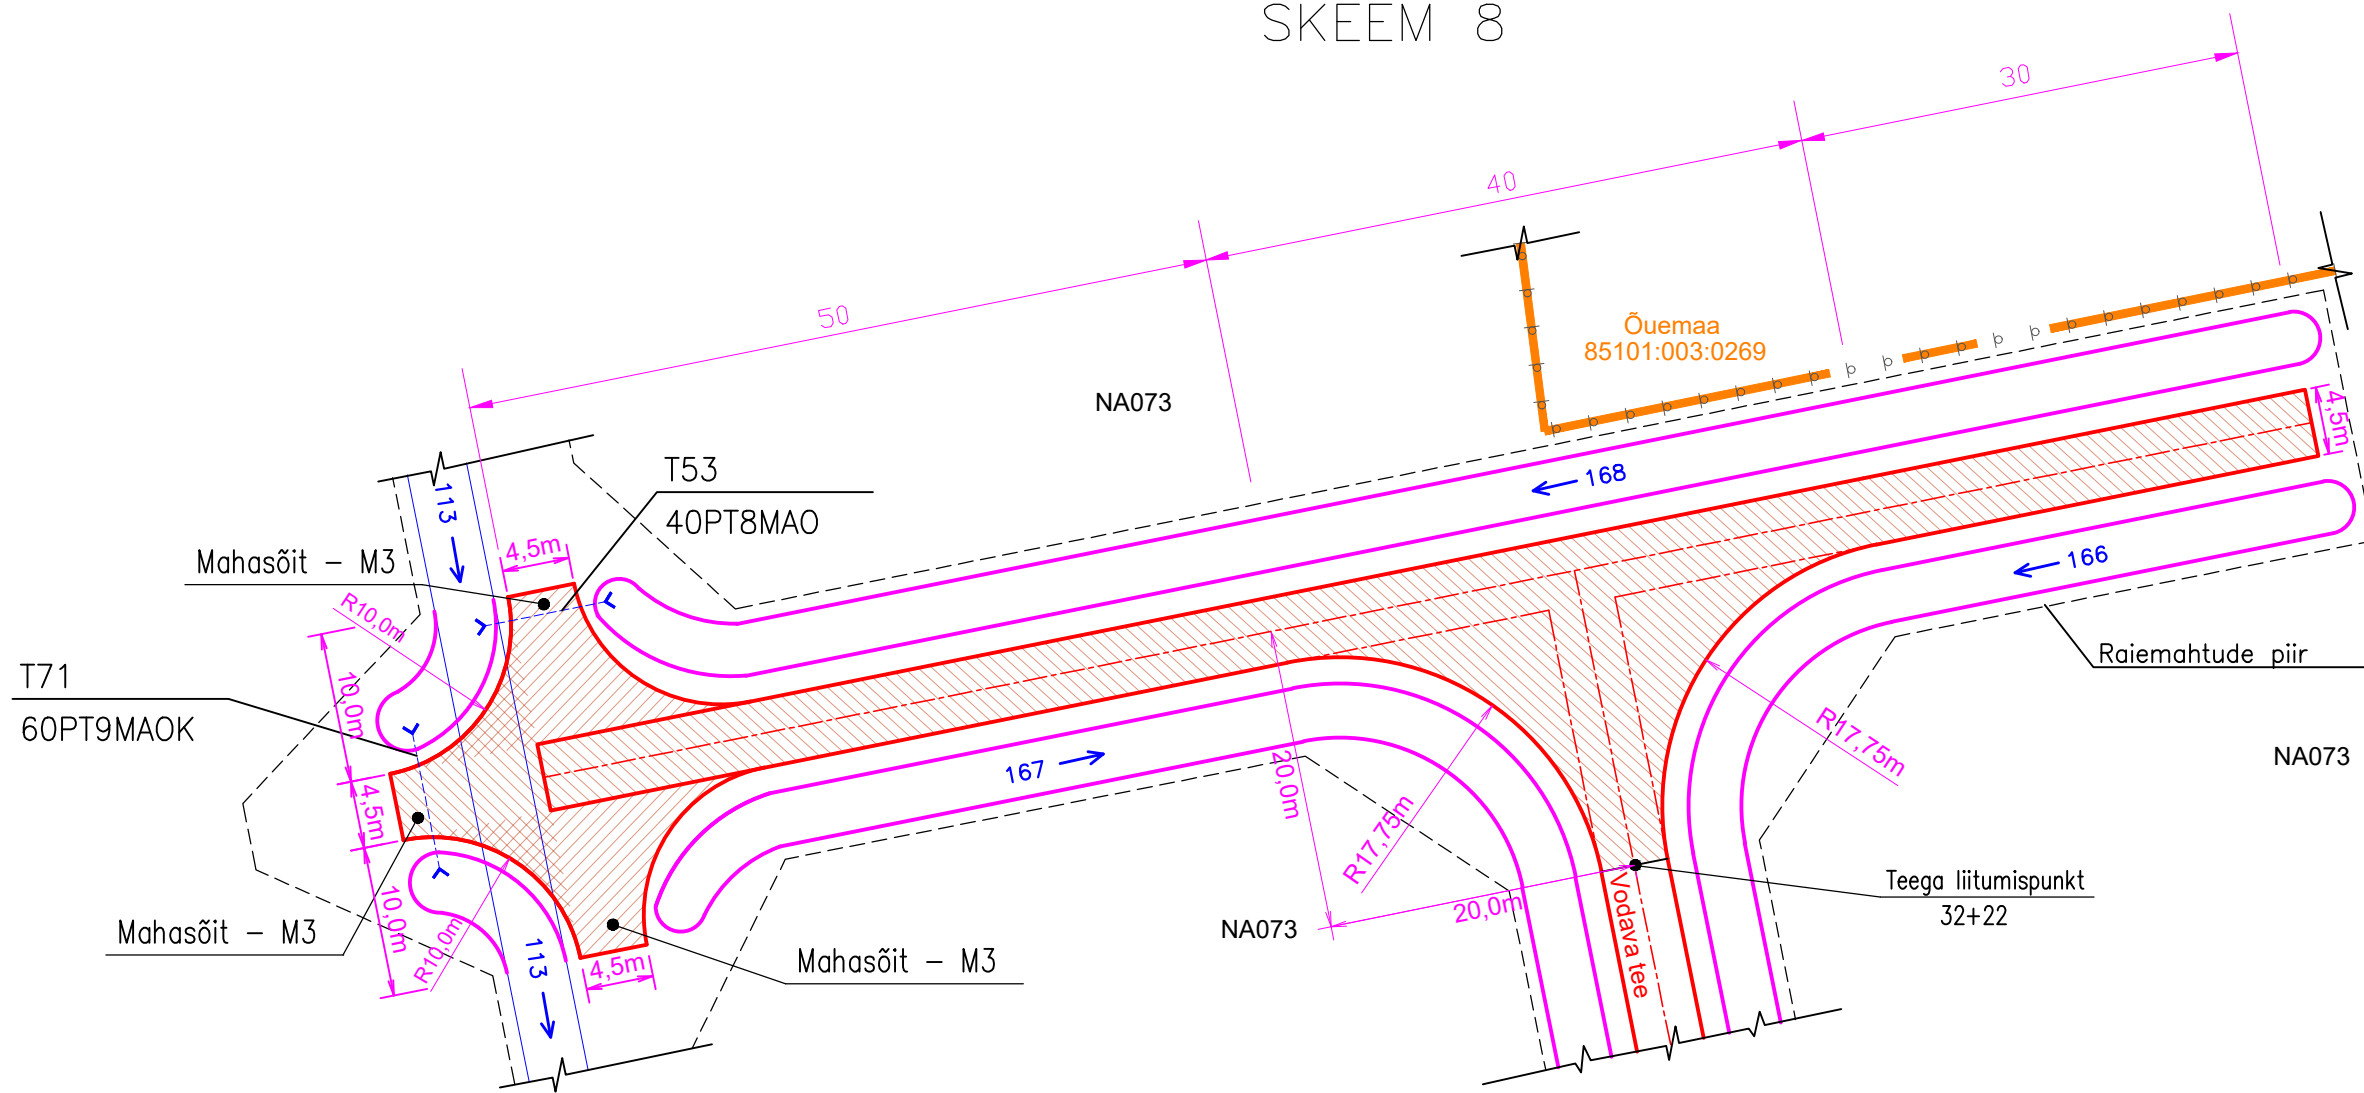 SKEEM 8
30
40
50
Õuemaa
85101:003:0269
NA073
4,5m
168
T53
40PT8MAO
113
4,5m
Mahasõit – M3
166
R10,0m
Raiemahtude piir
T71
60PT9MAOK
10,0m
R17,75m
NA073
167
20,0m
4,5m
R17,75m
Teega liitumispunkt
32+22
20,0m
NA073
Vodava tee
Mahasõit – M3
10,0m
R10,0m
113
4,5m
Mahasõit – M3